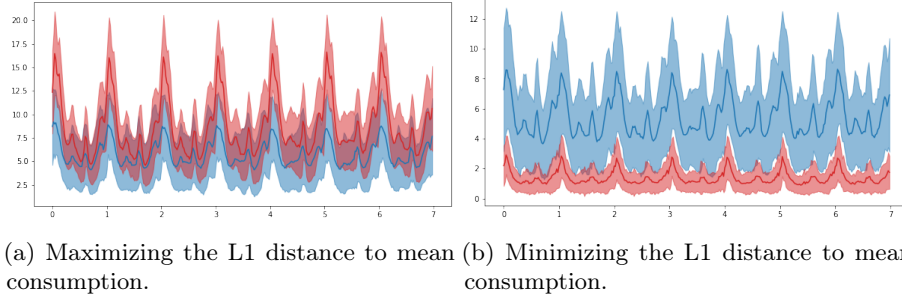 20.0
17.5
15.0
12.5
10.0
7.5
5.0
2.5
0 1 2 3 4 5 6 7
12
10
8
6
4
2
0
0 1 2 3 4 5 6 7
(a) Maximizing the L1 distance to mean
consumption.
(b) Minimizing the L1 distance to mean
consumption.